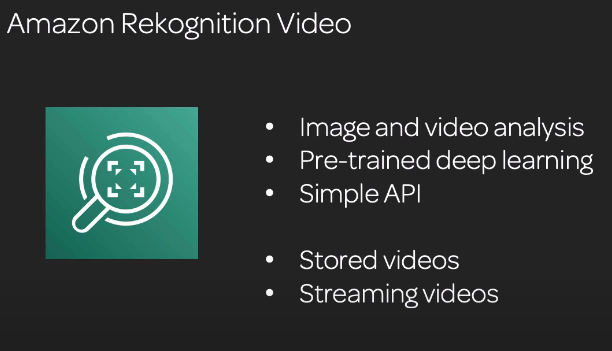 Amazon Rekognition Video
• Image and video analysis
• Pre-trained deep learning
• Simple API
• Stored videos
• Streaming videos